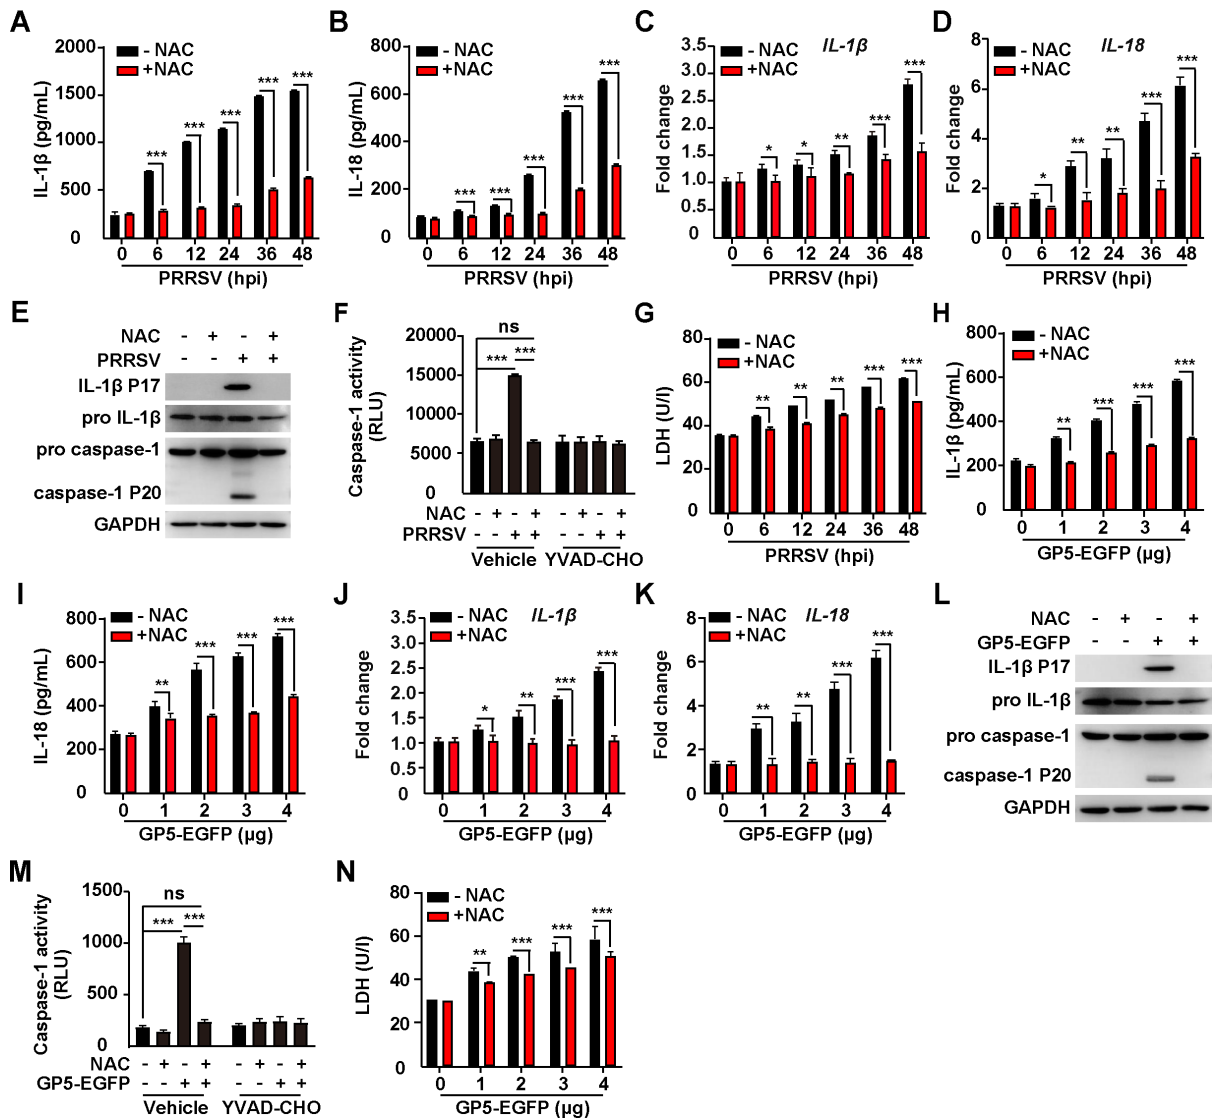 A
2000
1500
1000
500
0
IL-1β (pg/mL)
- NAC
+NAC
*** *** *** *** ***
0 6 12 24 36 48
PRRSV (hpi)
B
800
600
400
200
0
IL-18 (pg/mL)
- NAC
+NAC
*** *** *** *** ***
0 6 12 24 36 48
PRRSV (hpi)
C
3.5
3.0
2.5
2.0
1.5
1.0
0.5
0
Fold change
IL-1β
- NAC
+NAC
* * ** *** ***
0 6 12 24 36 48
PRRSV (hpi)
D
8
6
4
2
0
Fold change
IL-18
- NAC
+NAC
* ** ** *** ***
0 6 12 24 36 48
PRRSV (hpi)
E
NAC - + - +
PRRSV - - + +
IL-1β P17
pro IL-1β
pro caspase-1
caspase-1 P20
GAPDH
F
20000
15000
10000
5000
0
Caspase-1 activity
(RLU)
ns
*** ***
NAC - + - + - + - +
PRRSV - - + + - - + +
Vehicle YVAD-CHO
G
80
60
40
20
0
LDH (U/I)
- NAC
+NAC
** ** ** *** ***
0 6 12 24 36 48
PRRSV (hpi)
H
800
600
400
200
0
IL-1β (pg/mL)
- NAC
+NAC
** *** *** ***
0 1 2 3 4
GP5-EGFP (μg)
I
800
600
400
200
0
IL-18 (pg/mL)
- NAC
+NAC
** *** *** ***
0 1 2 3 4
GP5-EGFP (μg)
J
3.5
3.0
2.5
2.0
1.5
1.0
0.5
0
Fold change
IL-1β
- NAC
+NAC
* ** *** ***
0 1 2 3 4
GP5-EGFP (μg)
K
8
6
4
2
0
Fold change
IL-18
- NAC
+NAC
** ** *** ***
0 1 2 3 4
GP5-EGFP (μg)
L
NAC - + - +
GP5-EGFP - - + +
IL-1β P17
pro IL-1β
pro caspase-1
caspase-1 P20
GAPDH
M
1500
1000
500
0
Caspase-1 activity
(RLU)
ns
*** ***
NAC - + - + - + - +
GP5-EGFP - - + + - - + +
Vehicle YVAD-CHO
N
80
60
40
20
0
LDH (U/I)
- NAC
+NAC
** *** *** ***
0 1 2 3 4
GP5-EGFP (μg)